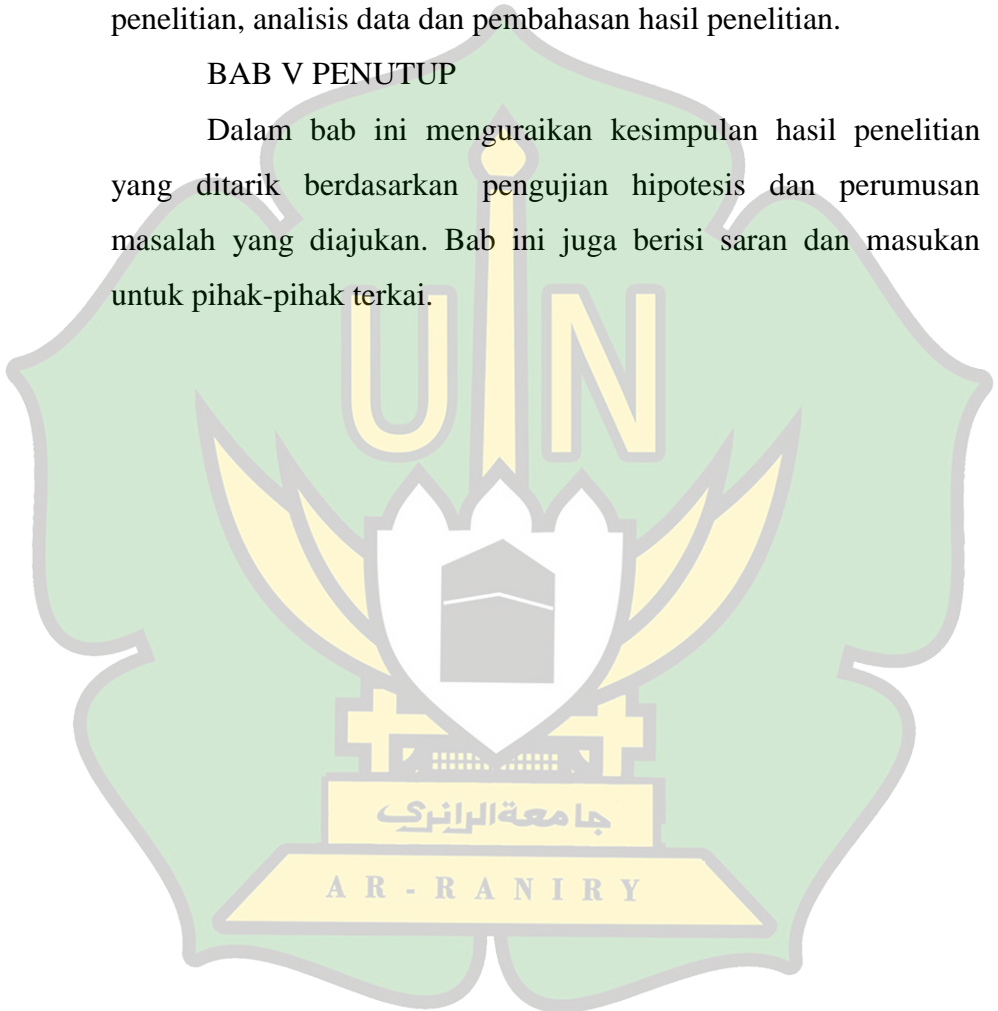 penelitian, analisis data dan pembahasan hasil penelitian.
BAB V PENUTUP
Dalam bab ini menguraikan kesimpulan hasil penelitian
yang ditarik berdasarkan pengujian hipotesis dan perumusan
masalah yang diajukan. Bab ini juga berisi saran dan masukan
untuk pihak-pihak terkai.
UIN
جامعة الرانري
AR-RANIRY